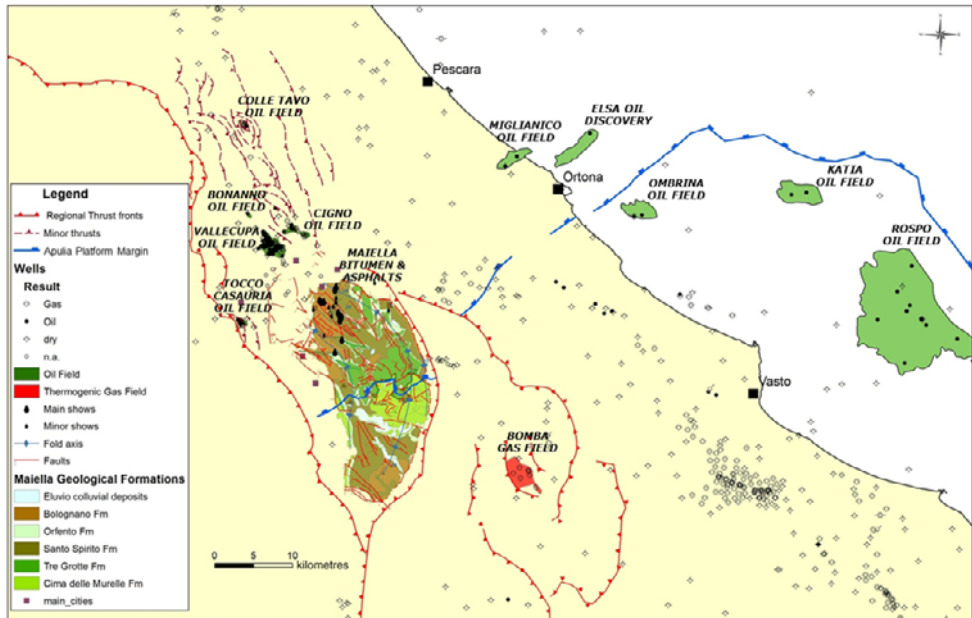 Pescara
COLLE TAVO
OIL FIELD
ELSA OIL
DISCOVERY
MIGLIANICO
OIL FIELD
Ortona
KATIA
OIL FIELD
OMBRINA
OIL FIELD
BONANNO
OIL FIELD
CIGNO
OIL FIELD
VALLECUPA
OIL FIELD
ROSPO
OIL FIELD
MAIELLA
BITUMEN &
ASPHALTS
TOCCO
CASAURIA
OIL FIELD
Vasto
BOMBA
GAS FIELD
0 5 10
kilometres
Legend
Regional Thrust fronts
Minor thrusts
Apulia Platform Margin
Wells
Result
Gas
Oil
dry
n.a.
Oil Field
Thermogenic Gas Field
Main shows
Minor shows
Fold axis
Faults
Maiella Geological Formations
Eluvio colluvial deposits
Bolognano Fm
Orfento Fm
Santo Spirito Fm
Tre Grotte Fm
Cima delle Murelle Fm
main_cities